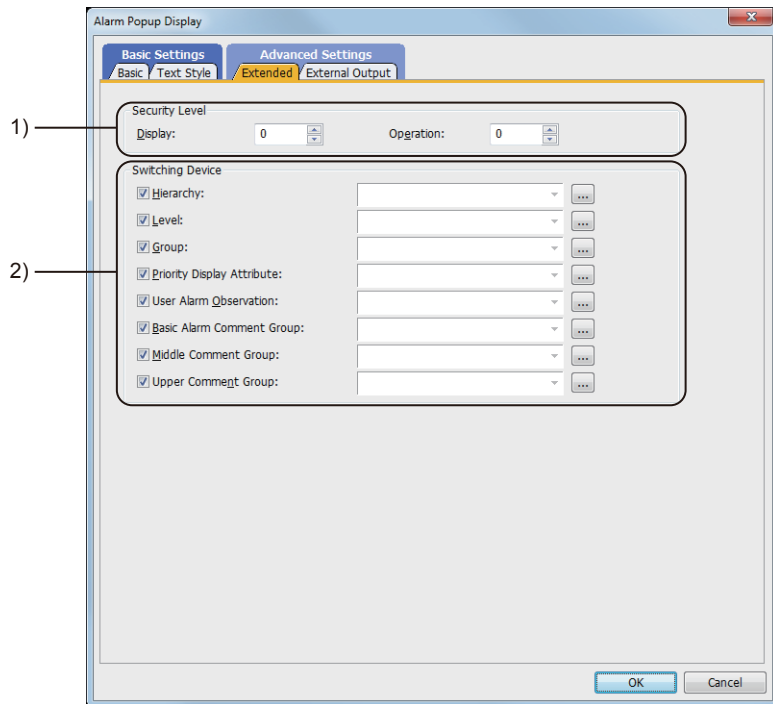 Alarm Popup Display
x
Basic Settings
Advanced Settings
Basic
Text Style
Extended
External Output
1)
Security Level
Display: 0
Operation: 0
2)
Switching Device
Hierarchy: ...
Level: ...
Group: ...
Priority Display Attribute: ...
User Alarm Observation: ...
Basic Alarm Comment Group: ...
Middle Comment Group: ...
Upper Comment Group: ...
OK
Cancel